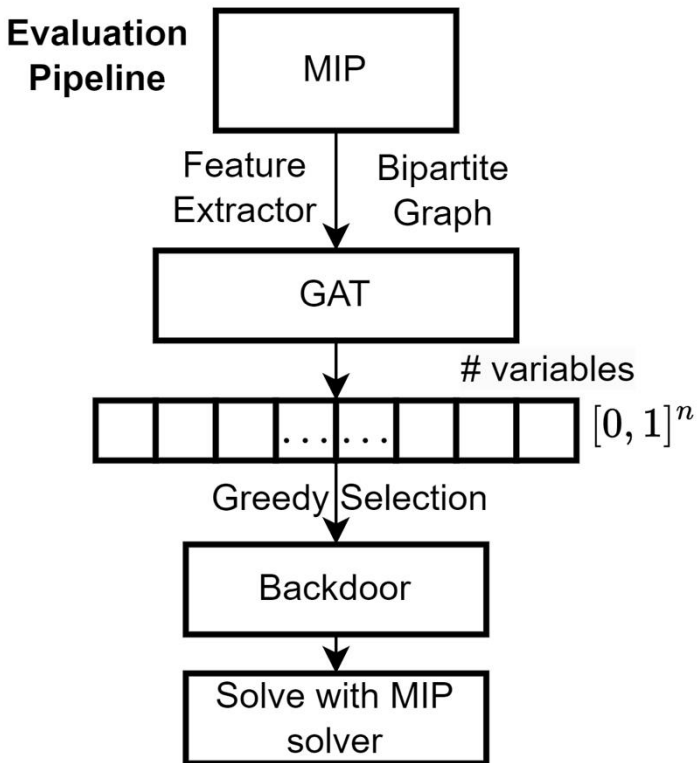 Evaluation
Pipeline
MIP
Feature
Extractor
Bipartite
Graph
GAT
# variables
...
...
[0, 1]ⁿ
Greedy Selection
Backdoor
Solve with MIP
solver